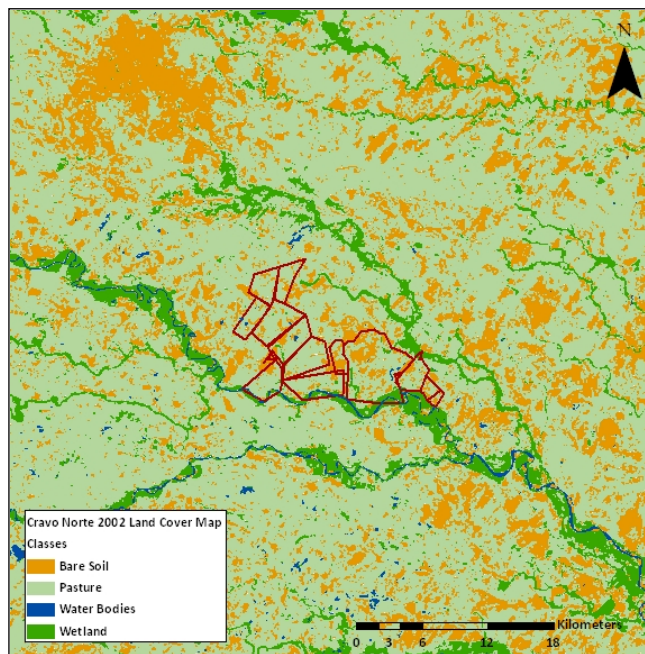 N
Cravo Norte 2002 Land Cover Map
Classes
Bare Soil
Pasture
Water Bodies
Wetland
Kilometers
0 3 6 12 18